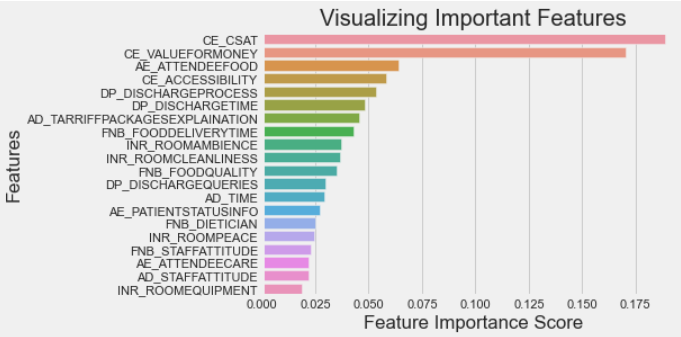 Visualizing Important Features
CE_CSAT
CE_VALUEFORMONEY
AE_ATTENDEEFOOD
CE_ACCESSIBILITY
DP_DISCHARGEPROCESS
DP_DISCHARGETIME
AD_TARRIFFPACKAGESEXPLAINATION
FNB_FOODDELIVERYTIME
INR_ROOMAMBIENCE
INR_ROOMCLEANLINESS
FNB_FOODQUALITY
DP_DISCHARGEQUERIES
AD_TIME
AE_PATIENTSTATUSINFO
FNB_DIETICIAN
INR_ROOMPEACE
FNB_STAFFATTITUDE
AE_ATTENDEECARE
AD_STAFFATTITUDE
INR_ROOMEQUIPMENT
Features
0.000 0.025 0.050 0.075 0.100 0.125 0.150 0.175
Feature Importance Score